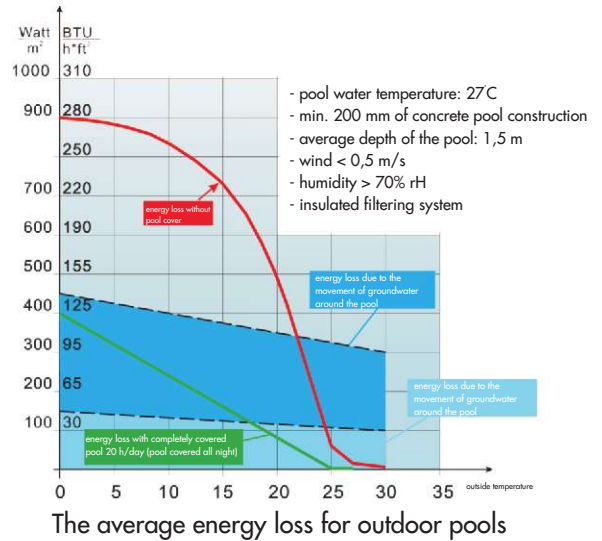 Watt BTU
m² h*ft²
1000 310
900 280
250
700 220
600 190
500 155
400 125
300 95
200 65
100 30
0
0 5 10 15 20 25 30 35
outside temperature
- pool water temperature: 27°C
- min. 200 mm of concrete pool construction
- average depth of the pool: 1,5 m
- wind < 0,5 m/s
- humidity > 70% rH
- insulated filtering system
energy loss without
pool cover
energy loss due to the
movement of groundwater
around the pool
energy loss due to the
movement of groundwater
around the pool
energy loss with completely covered
pool 20 h/day (pool covered all night)
The average energy loss for outdoor pools